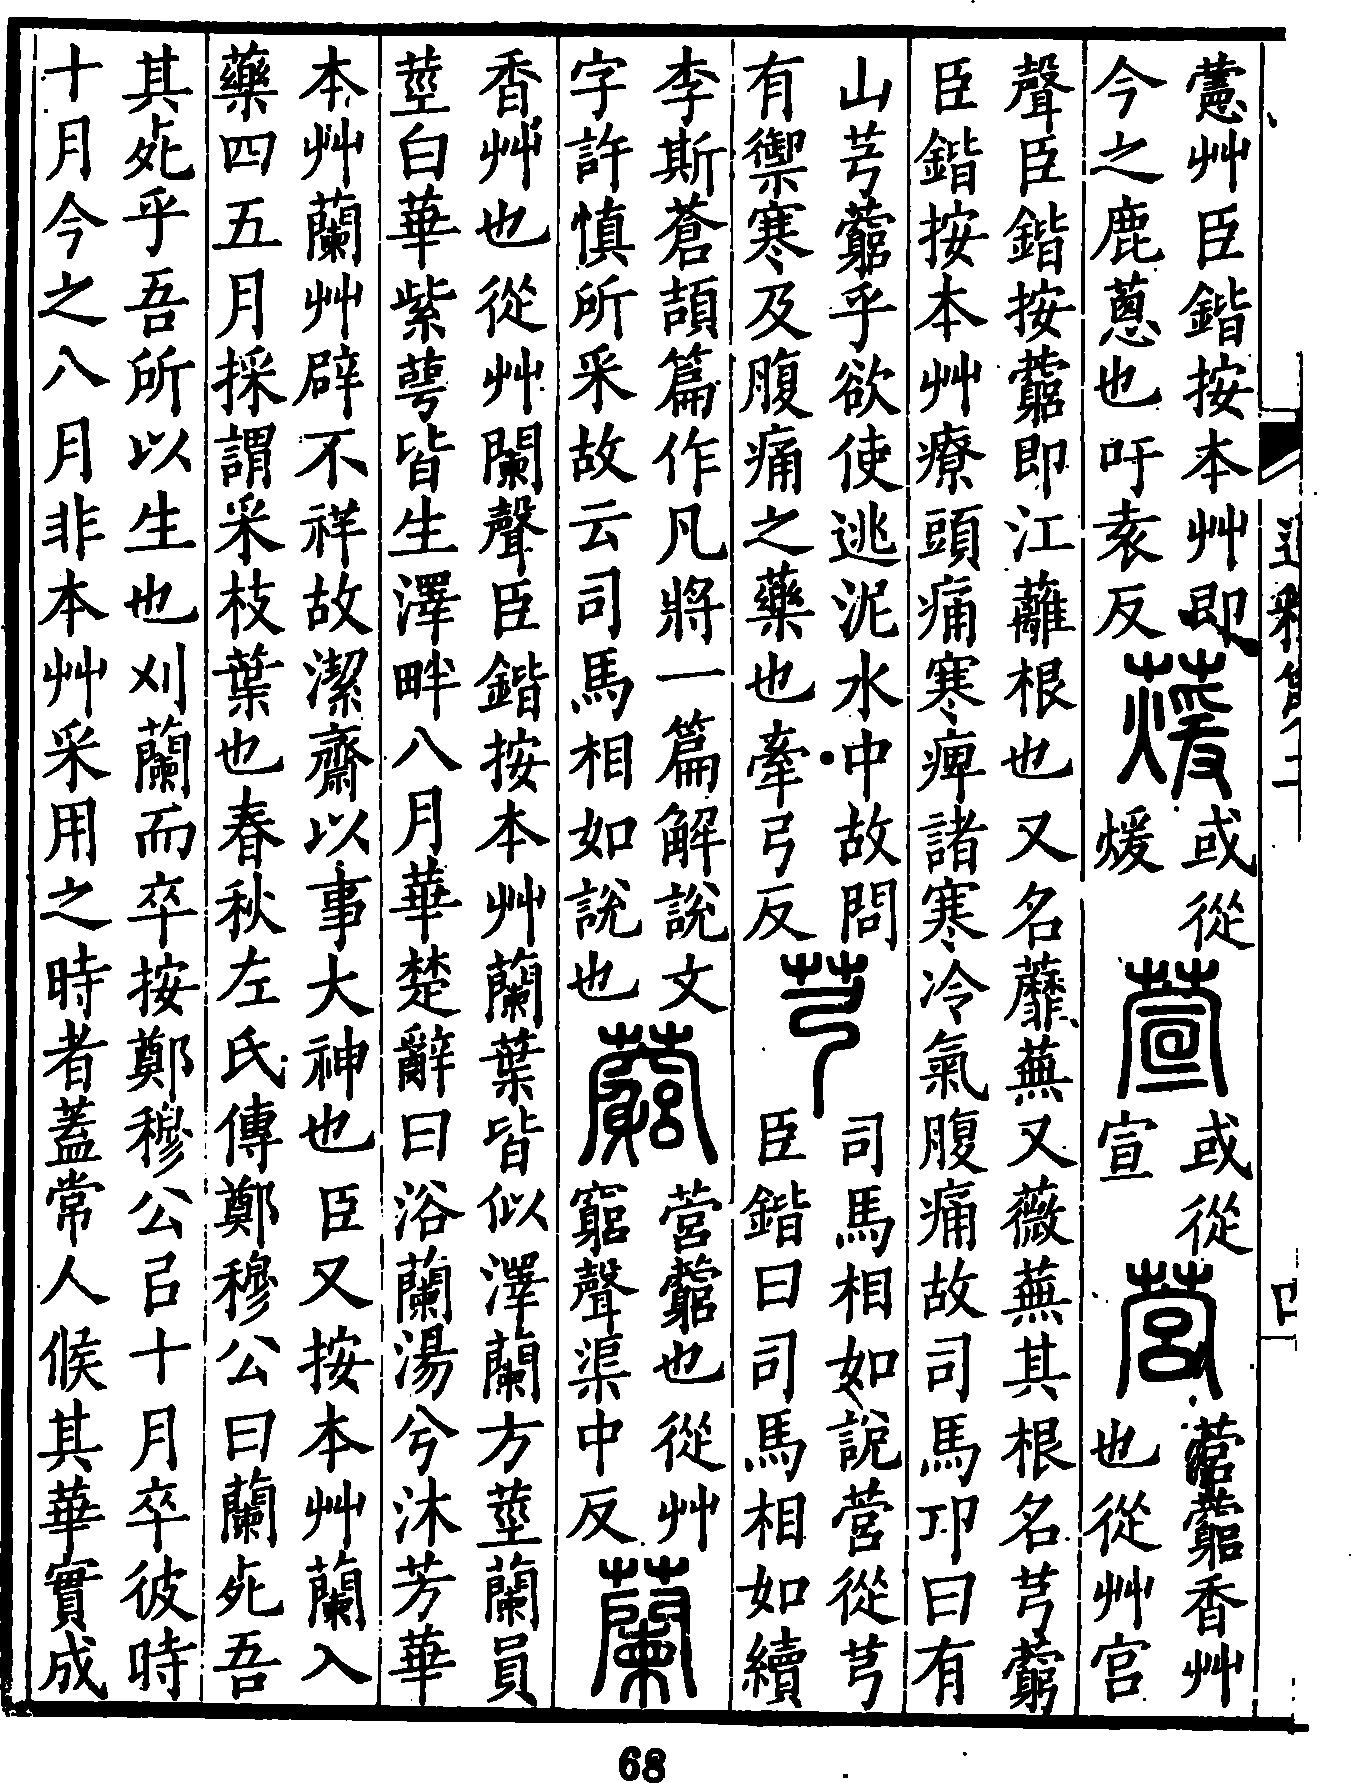 藼艸臣鍇按本艸即
今之鹿蔥也吁袁反
蕿
或從
煖
萱
或從
宣
营
营藭香艸
也從艸宫
聲臣鍇按藭即江蘺根也又名蘼蕪又薇蕪其根名芎藭
臣鍇按本艸療頭痛寒痹諸寒冷氣腹痛故司馬卭曰有
山芎藭乎欲使逃泥水中故問
有禦寒及腹痛之藥也牽弓反
芎
司馬相如說营從芎
臣鍇曰司馬相如續
李斯蒼頡篇作凡將一篇解說文
字許慎所采故云司馬相如說也
藭
营藭也從艸
窮聲渠中反
蘭
香艸也從艸闌聲臣鍇按本艸蘭葉皆似澤蘭方莖蘭員
莖白華紫萼皆生澤畔八月華楚辭曰浴蘭湯兮沐芳華
本艸蘭艸辟不祥故潔齋以事大神也臣又按本艸蘭入
藥四五月採謂采枝葉也春秋左氏傳鄭穆公曰蘭死吾
其死乎吾所以生也刈蘭而卒按鄭穆公㠯十月卒彼時
十月今之八月非本艸采用之時者蓋常人候其華實成
68